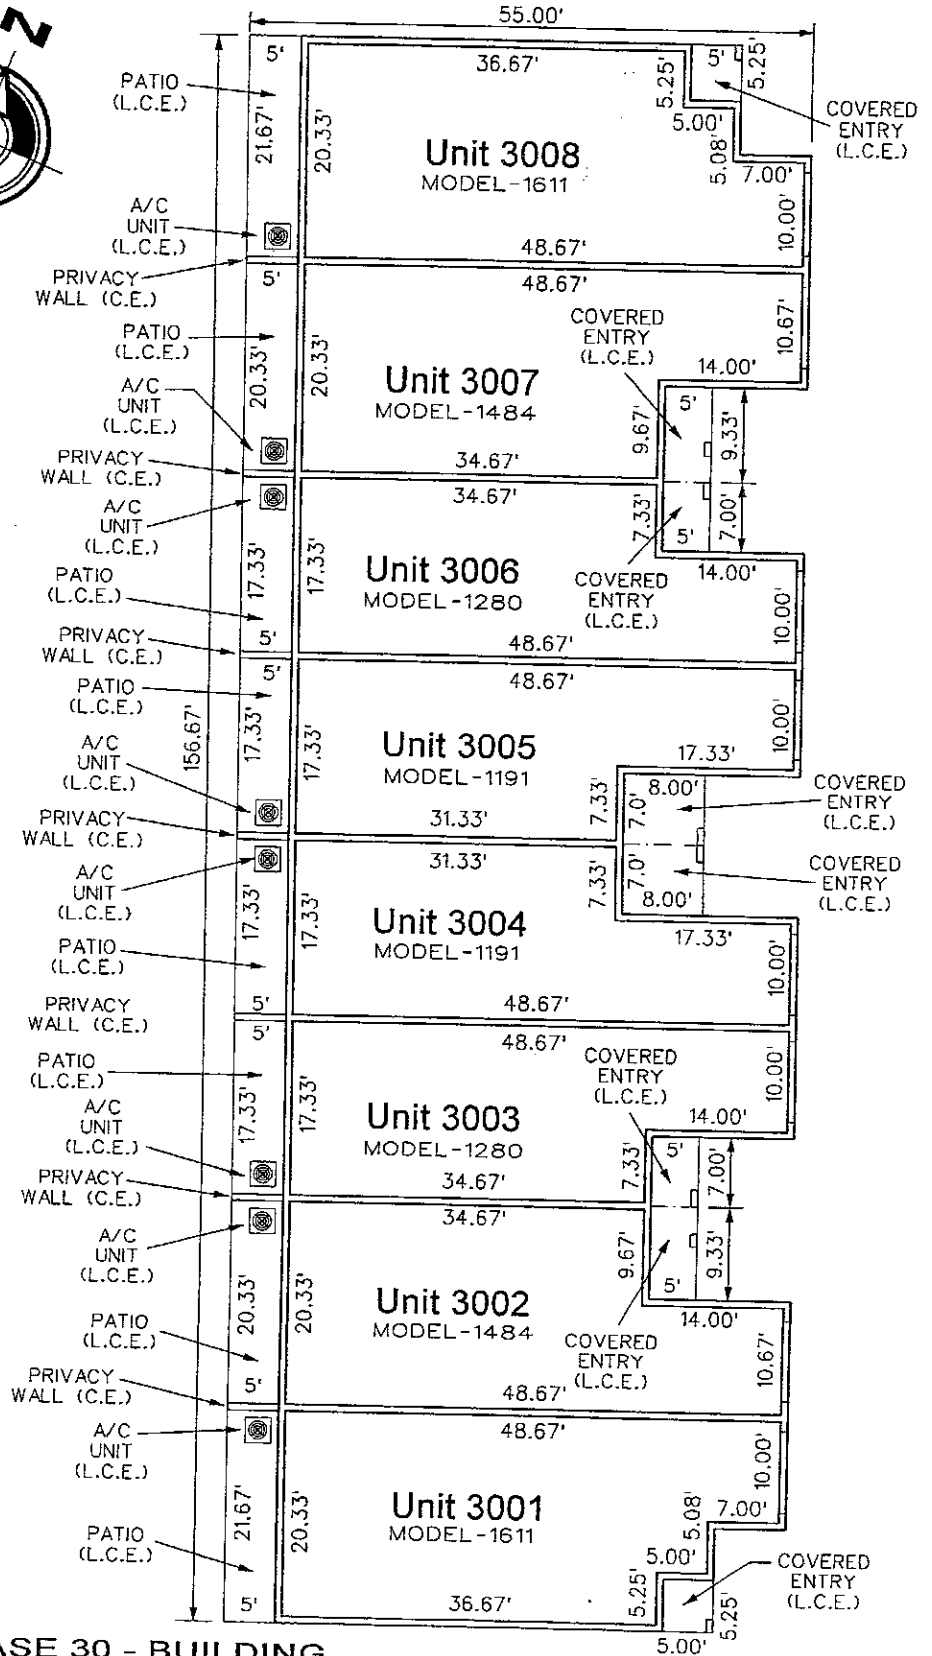 N
55.00'
5'
36.67'
5.25'
5'
5.25'
PATIO
(L.C.E.)
COVERED
ENTRY
(L.C.E.)
21.67'
20.33'
Unit 3008
MODEL-1611
5.00'
5.08'
7.00'
10.00'
A/C
UNIT
(L.C.E.)
48.67'
PRIVACY
WALL (C.E.)
5'
48.67'
COVERED
ENTRY
(L.C.E.)
10.67'
PATIO
(L.C.E.)
20.33'
20.33'
14.00'
Unit 3007
MODEL-1484
5'
A/C
UNIT
(L.C.E.)
9.67'
9.33'
PRIVACY
WALL (C.E.)
34.67'
34.67'
A/C
UNIT
(L.C.E.)
7.33'
7.00'
5'
17.33'
17.33'
Unit 3006
MODEL-1280
14.00'
PATIO
(L.C.E.)
COVERED
ENTRY
(L.C.E.)
10.00'
5'
48.67'
PRIVACY
WALL (C.E.)
5'
48.67'
PATIO
(L.C.E.)
10.00'
156.67'
17.33'
17.33'
Unit 3005
MODEL-1191
17.33'
A/C
UNIT
(L.C.E.)
8.00'
7.33'
7.0'
COVERED
ENTRY
(L.C.E.)
31.33'
PRIVACY
WALL (C.E.)
31.33'
A/C
UNIT
(L.C.E.)
7.33'
7.0'
COVERED
ENTRY
(L.C.E.)
8.00'
17.33'
17.33'
Unit 3004
MODEL-1191
17.33'
PATIO
(L.C.E.)
10.00'
5'
48.67'
PRIVACY
WALL (C.E.)
5'
48.67'
COVERED
ENTRY
(L.C.E.)
10.00'
PATIO
(L.C.E.)
17.33'
17.33'
Unit 3003
MODEL-1280
14.00'
A/C
UNIT
(L.C.E.)
5'
7.33'
7.00'
34.67'
PRIVACY
WALL (C.E.)
34.67'
A/C
UNIT
(L.C.E.)
9.67'
9.33'
20.33'
20.33'
Unit 3002
MODEL-1484
5'
14.00'
PATIO
(L.C.E.)
COVERED
ENTRY
(L.C.E.)
10.67'
5'
48.67'
PRIVACY
WALL (C.E.)
48.67'
A/C
UNIT
(L.C.E.)
10.00'
21.67'
20.33'
Unit 3001
MODEL-1611
5.08'
7.00'
PATIO
(L.C.E.)
5.00'
COVERED
ENTRY
(L.C.E.)
5'
36.67'
5.25'
5.25'
5.00'
ASE 30 - BUILDING